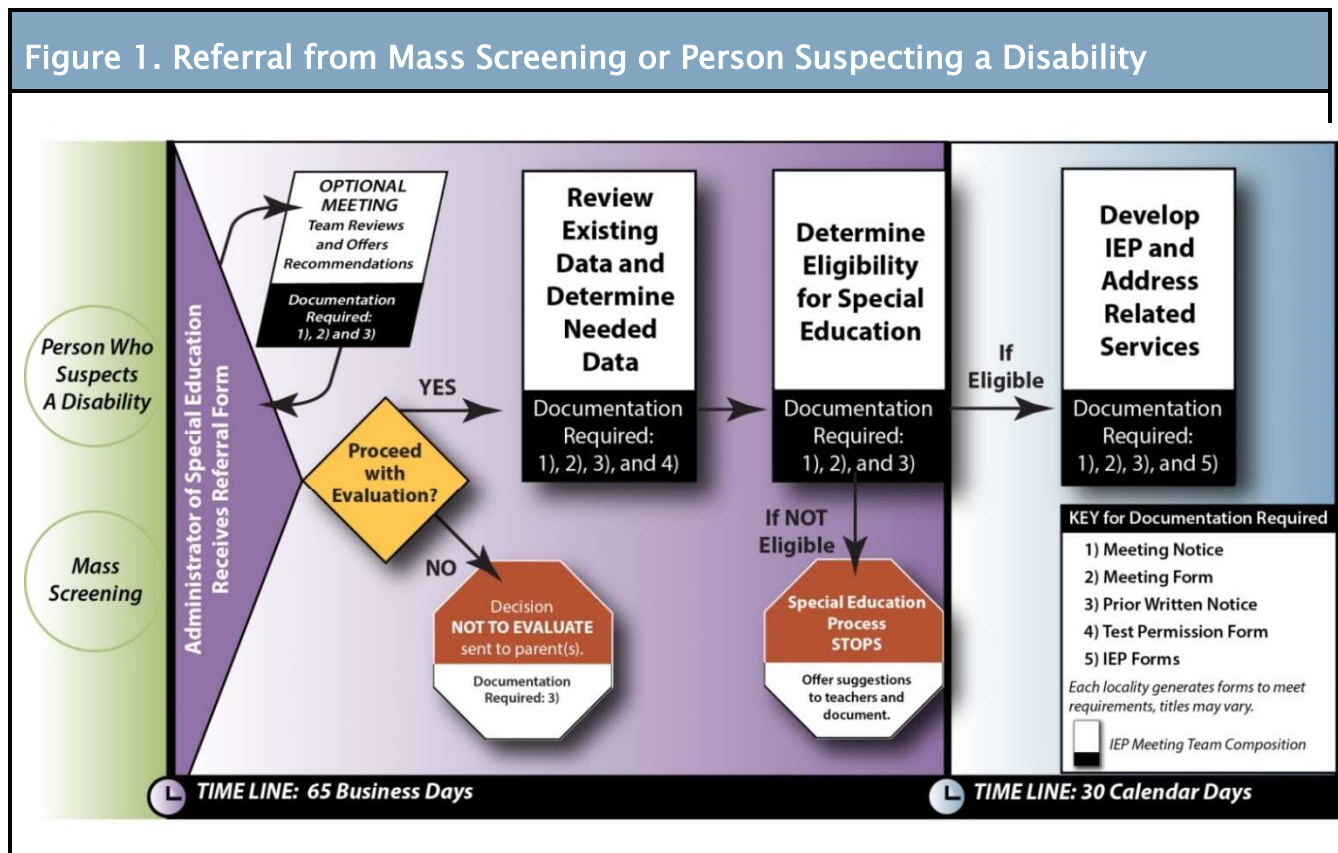 Figure 1. Referral from Mass Screening or Person Suspecting a Disability
Person Who
Suspects
A Disability
Mass
Screening
Administrator of Special Education
Receives Referral Form
OPTIONAL
MEETING
Team Reviews
and Offers
Recommendations
Documentation
Required:
1), 2) and 3)
Proceed
with
Evaluation?
YES
NO
Decision
NOT TO EVALUATE
sent to parent(s).
Documentation
Required: 3)
Review
Existing
Data and
Determine
Needed
Data
Documentation
Required:
1), 2), 3), and 4)
Determine
Eligibility
for Special
Education
Documentation
Required:
1), 2), and 3)
If NOT
Eligible
Special Education
Process
STOPS
Offer suggestions
to teachers and
document.
If
Eligible
Develop
IEP and
Address
Related
Services
Documentation
Required:
1), 2), 3), and 5)
KEY for Documentation Required
1) Meeting Notice
2) Meeting Form
3) Prior Written Notice
4) Test Permission Form
5) IEP Forms
Each locality generates forms to meet
requirements, titles may vary.
IEP Meeting Team Composition
TIME LINE: 65 Business Days
TIME LINE: 30 Calendar Days